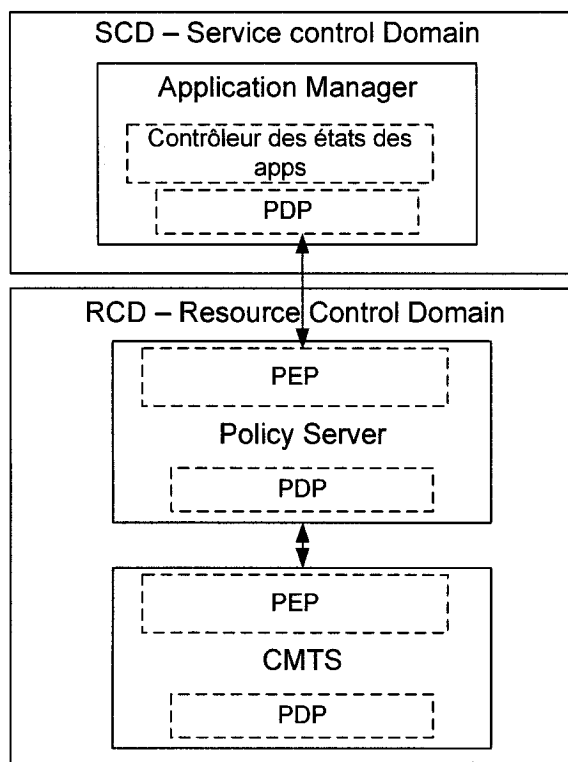 SCD – Service control Domain
Application Manager
Contrôleur des états des
apps
PDP
RCD – Resource Control Domain
PEP
Policy Server
PDP
PEP
CMTS
PDP